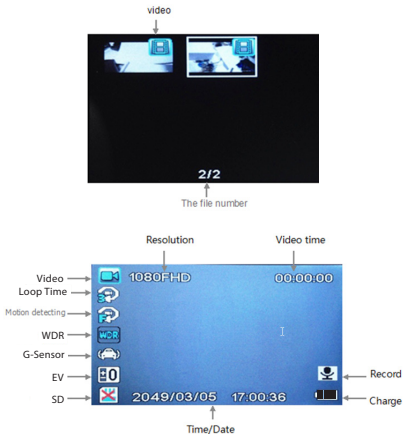 video
2/2
The file number
Resolution
Video time
Video
1080FHD
00:00:00
Loop Time
3
Motion detecting
F
WDR
WDR
G-Sensor
EV
0
Record
SD
2049/03/05 17:00:36
Charge
Time/Date